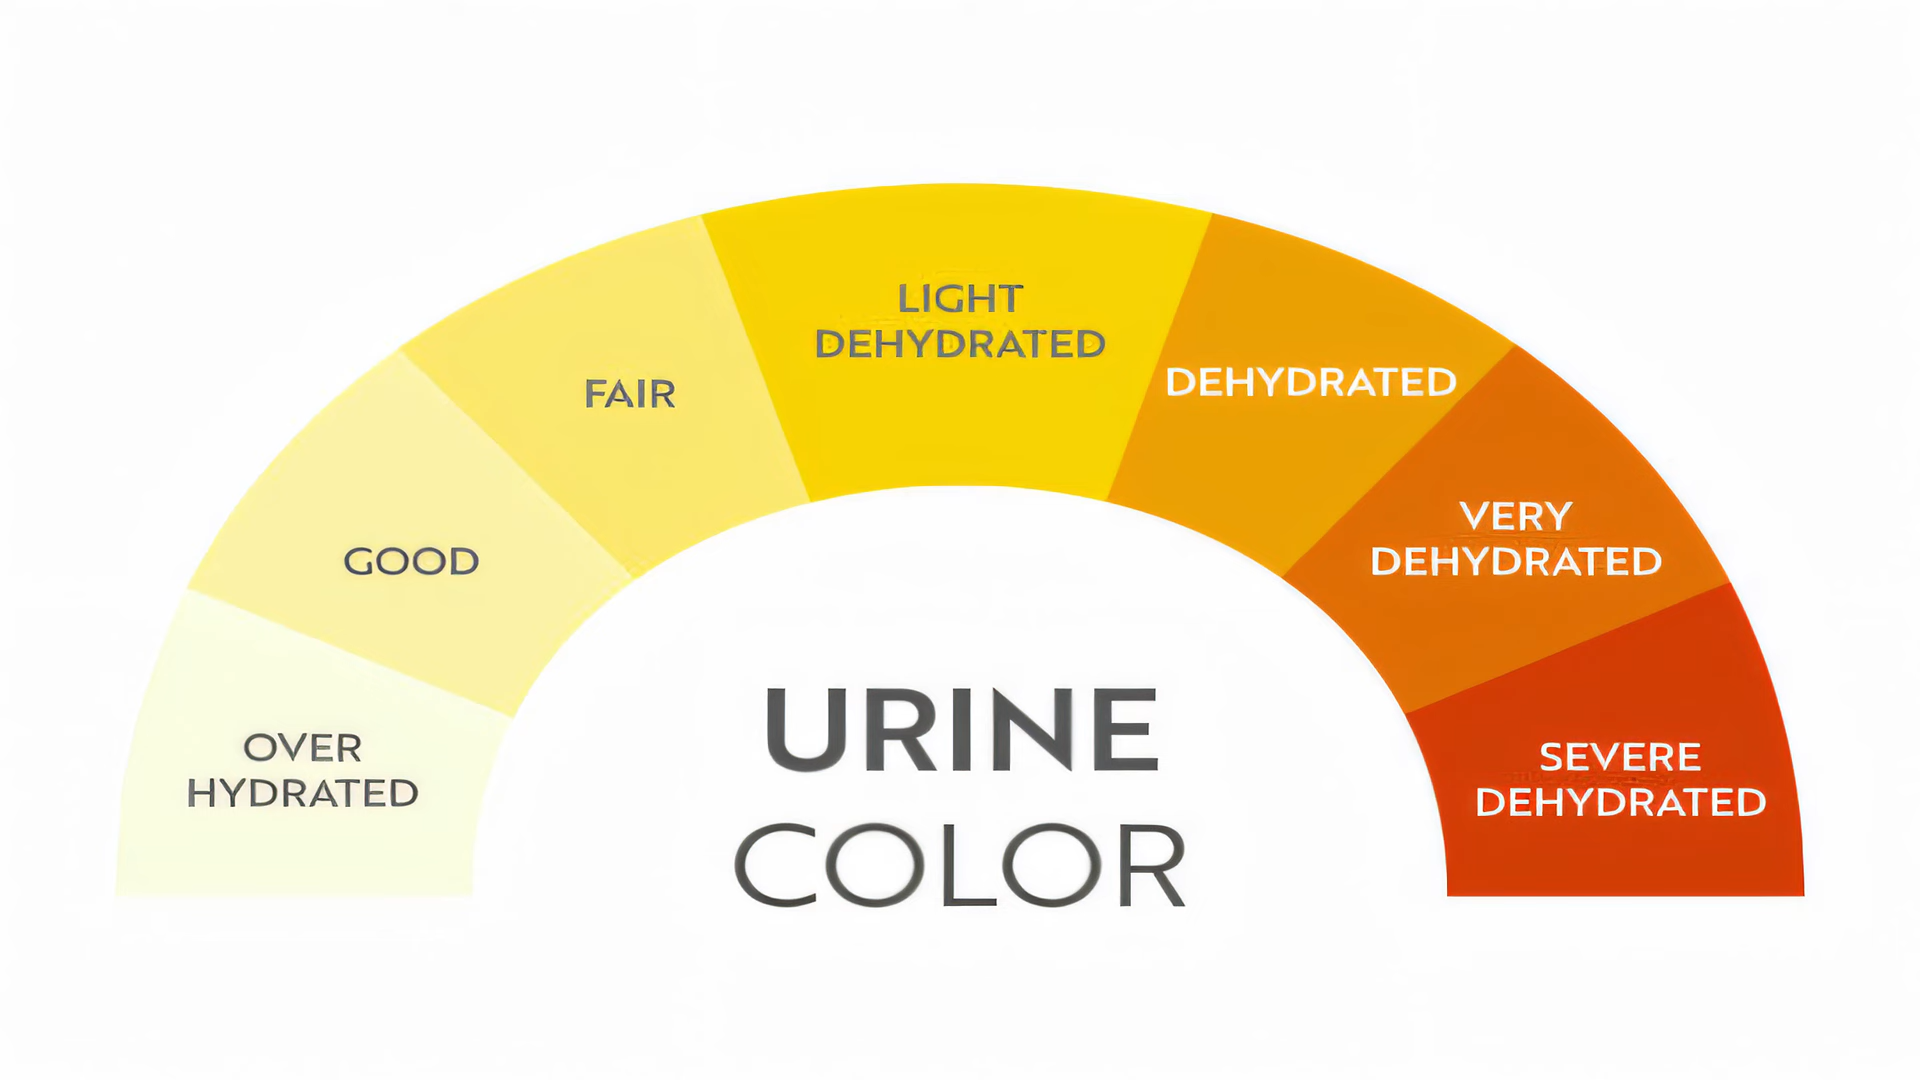 OVER
HYDRATED
GOOD
FAIR
LIGHT
DEHYDRATED
DEHYDRATED
VERY
DEHYDRATED
SEVERE
DEHYDRATED
URINE
COLOR